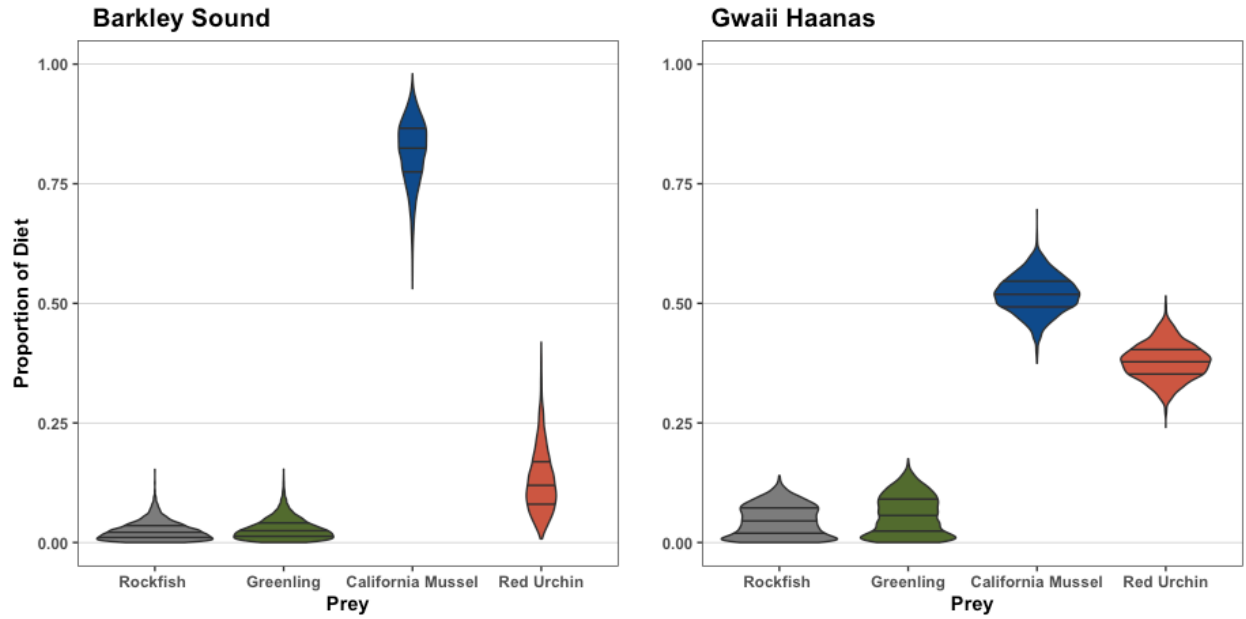 Barkley Sound
Gwaii Haanas
Proportion of Diet
1.00
0.75
0.50
0.25
0.00
Rockfish Greenling California Mussel Red Urchin
Prey
1.00
0.75
0.50
0.25
0.00
Rockfish Greenling California Mussel Red Urchin
Prey